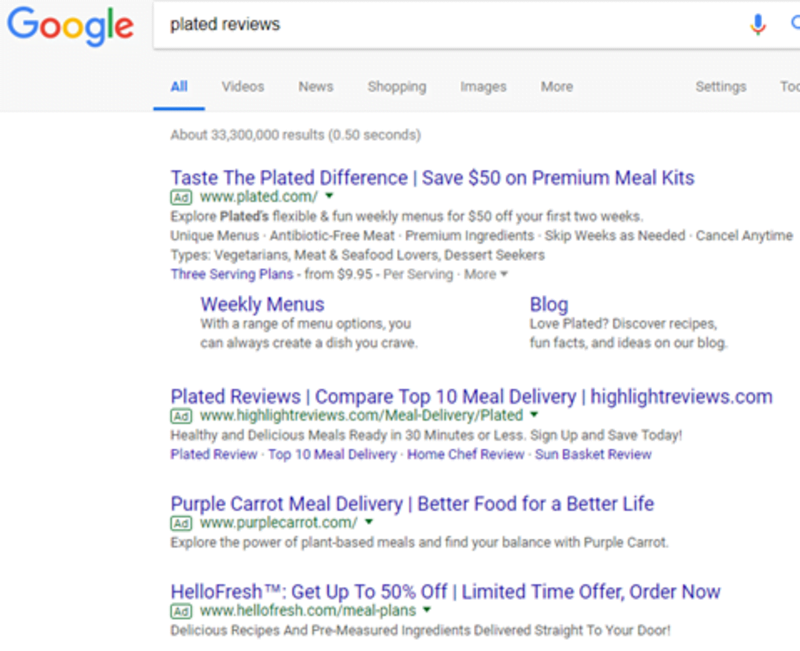 Google plated reviews
All Videos News Shopping Images More Settings
About 33,300,000 results (0.50 seconds)
Taste The Plated Difference | Save $50 on Premium Meal Kits
Ad www.plated.com/
Explore Plated's flexible & fun weekly menus for $50 off your first two weeks.
Unique Menus · Antibiotic-Free Meat · Premium Ingredients · Skip Weeks as Needed · Cancel Anytime
Types: Vegetarians, Meat & Seafood Lovers, Dessert Seekers
Three Serving Plans - from $9.95 - Per Serving · More
Weekly Menus
With a range of menu options, you
can always create a dish you crave.
Blog
Love Plated? Discover recipes,
fun facts, and ideas on our blog.
Plated Reviews | Compare Top 10 Meal Delivery | highlightreviews.com
Ad www.highlightreviews.com/Meal-Delivery/Plated
Healthy and Delicious Meals Ready in 30 Minutes or Less. Sign Up and Save Today!
Plated Review · Top 10 Meal Delivery · Home Chef Review · Sun Basket Review
Purple Carrot Meal Delivery | Better Food for a Better Life
Ad www.purplecarrot.com/
Explore the power of plant-based meals and find your balance with Purple Carrot.
HelloFresh™: Get Up To 50% Off | Limited Time Offer, Order Now
Ad www.hellofresh.com/meal-plans
Delicious Recipes And Pre-Measured Ingredients Delivered Straight To Your Door!